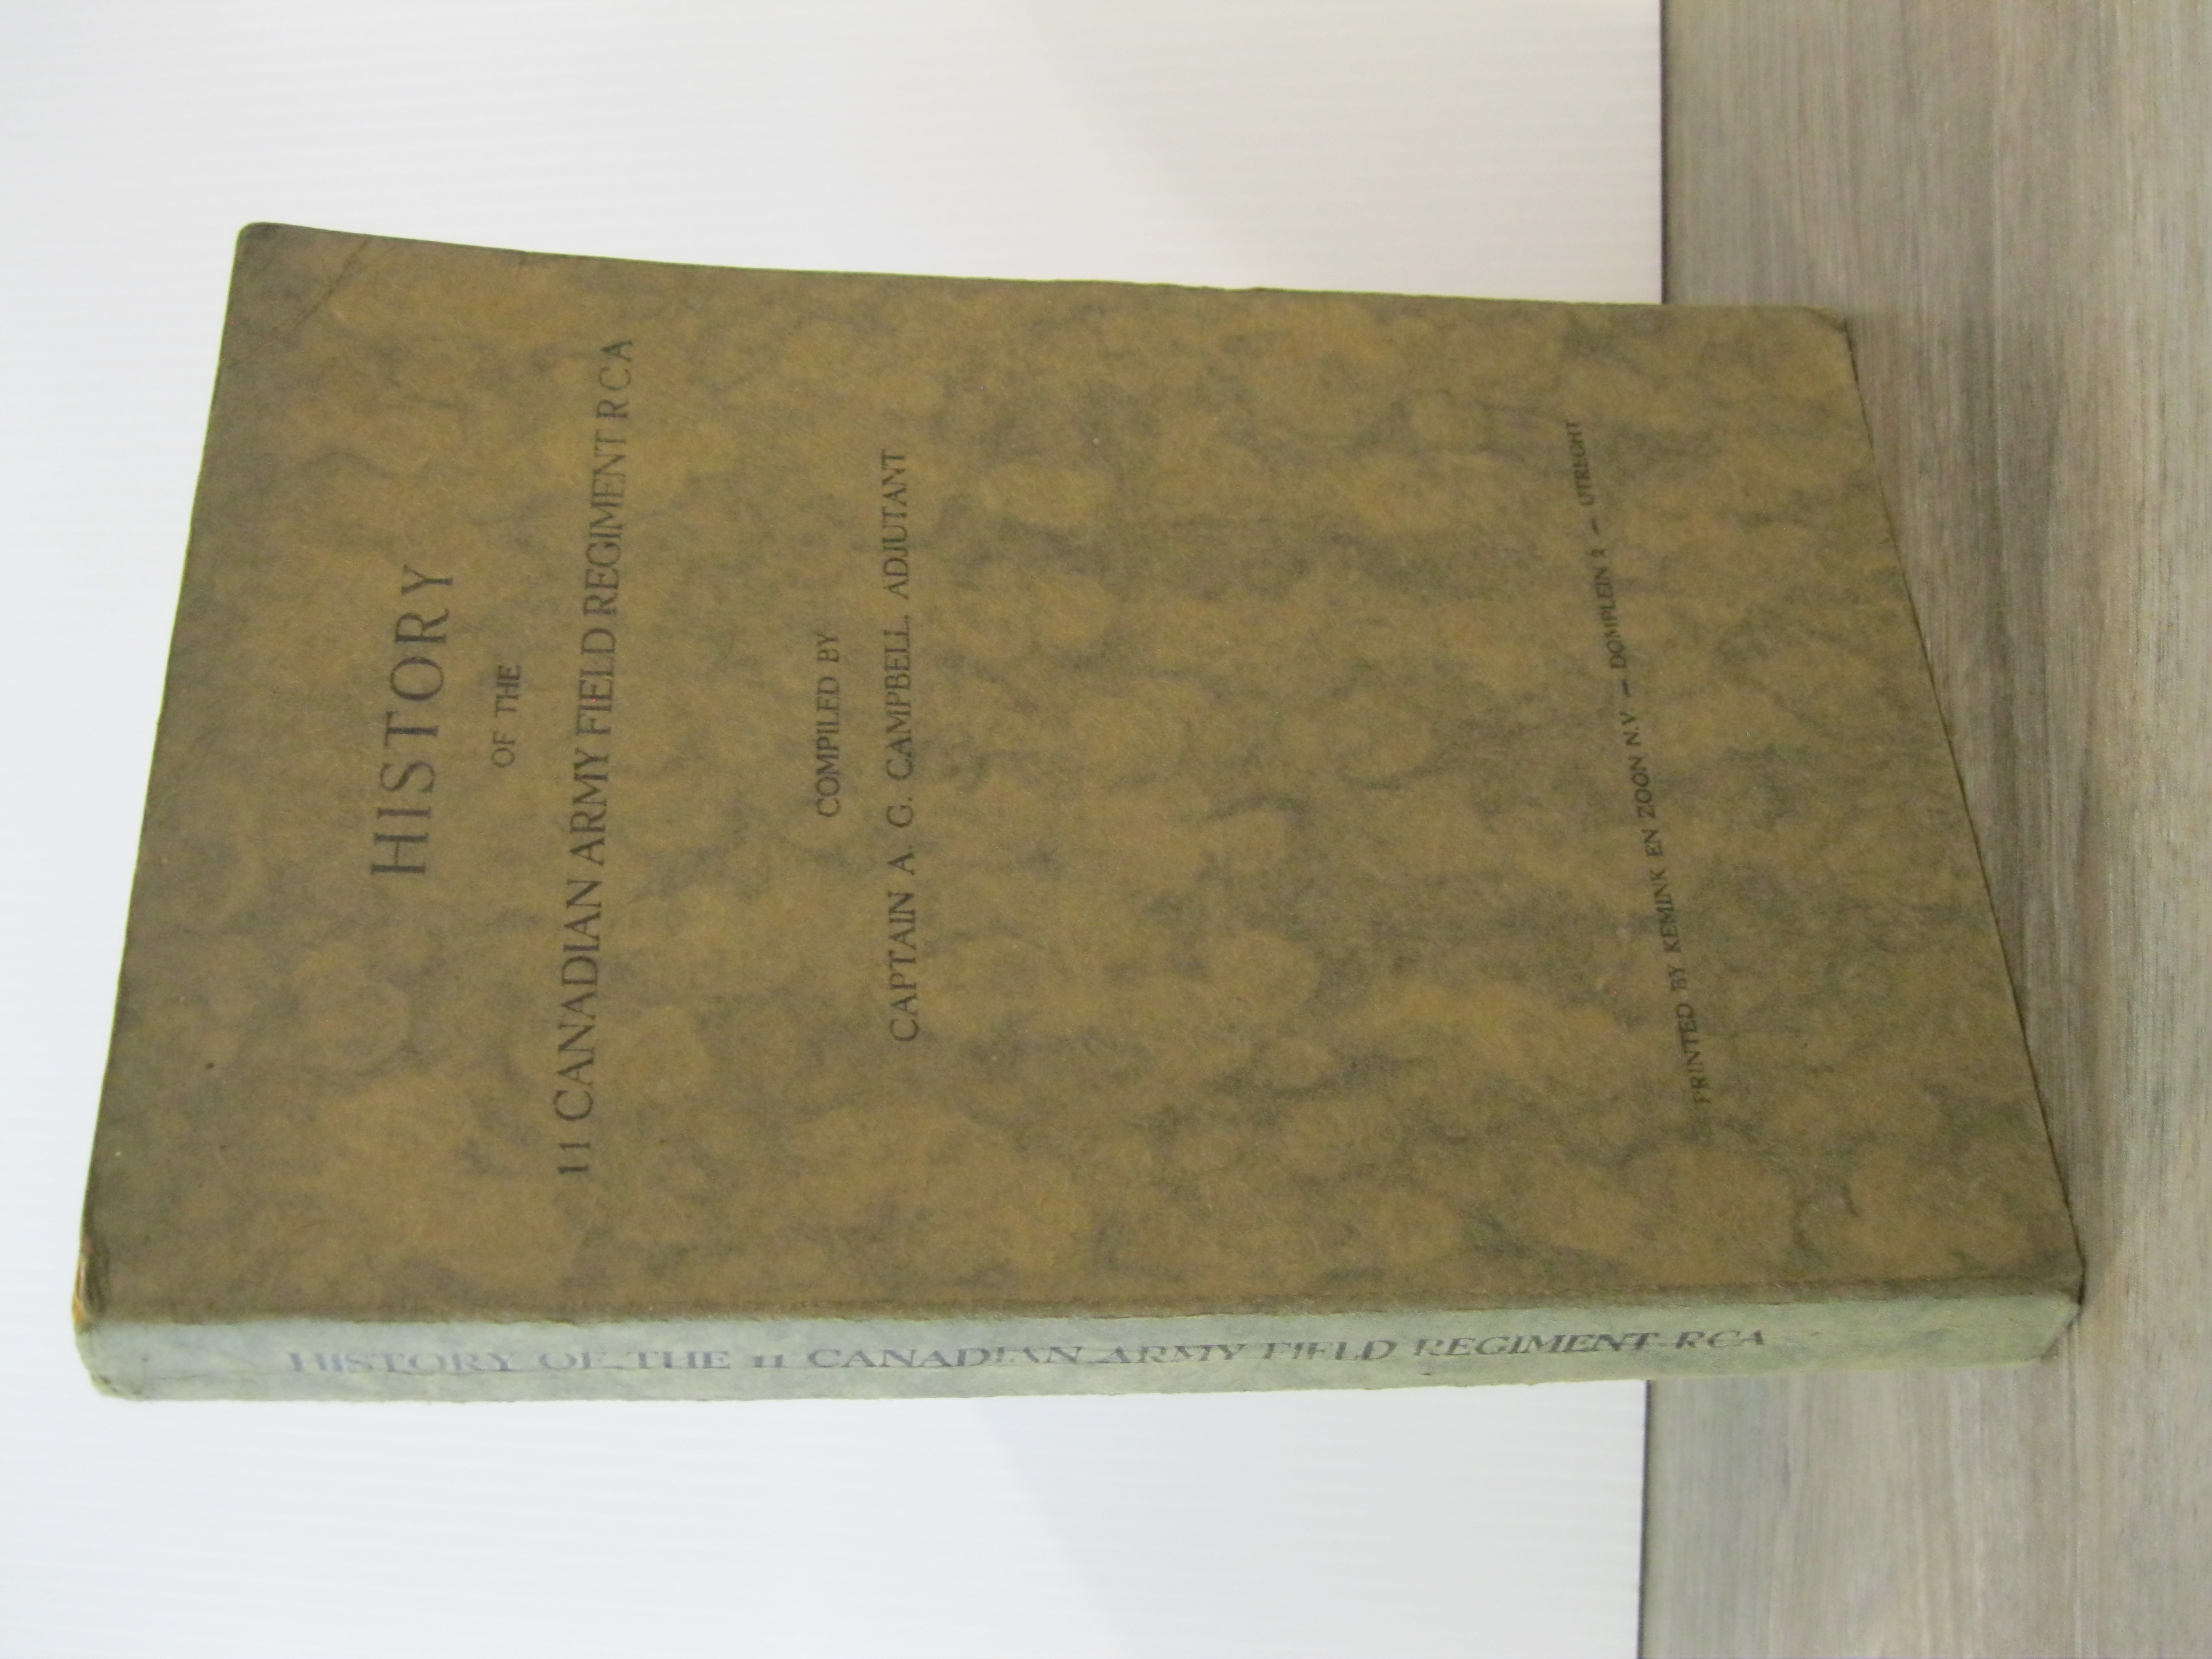 HISTORY
OF THE
11 CANADIAN ARMY FIELD REGIMENT R C A
COMPILED BY
CAPTAIN A. G. CAMPBELL, ADJUTANT
PRINTED BY KEMINK EN ZOON N.V. – DOMPLEIN 2 – UTRECHT
HISTORY OF THE 11 CANADIAN ARMY FIELD REGIMENT RCA